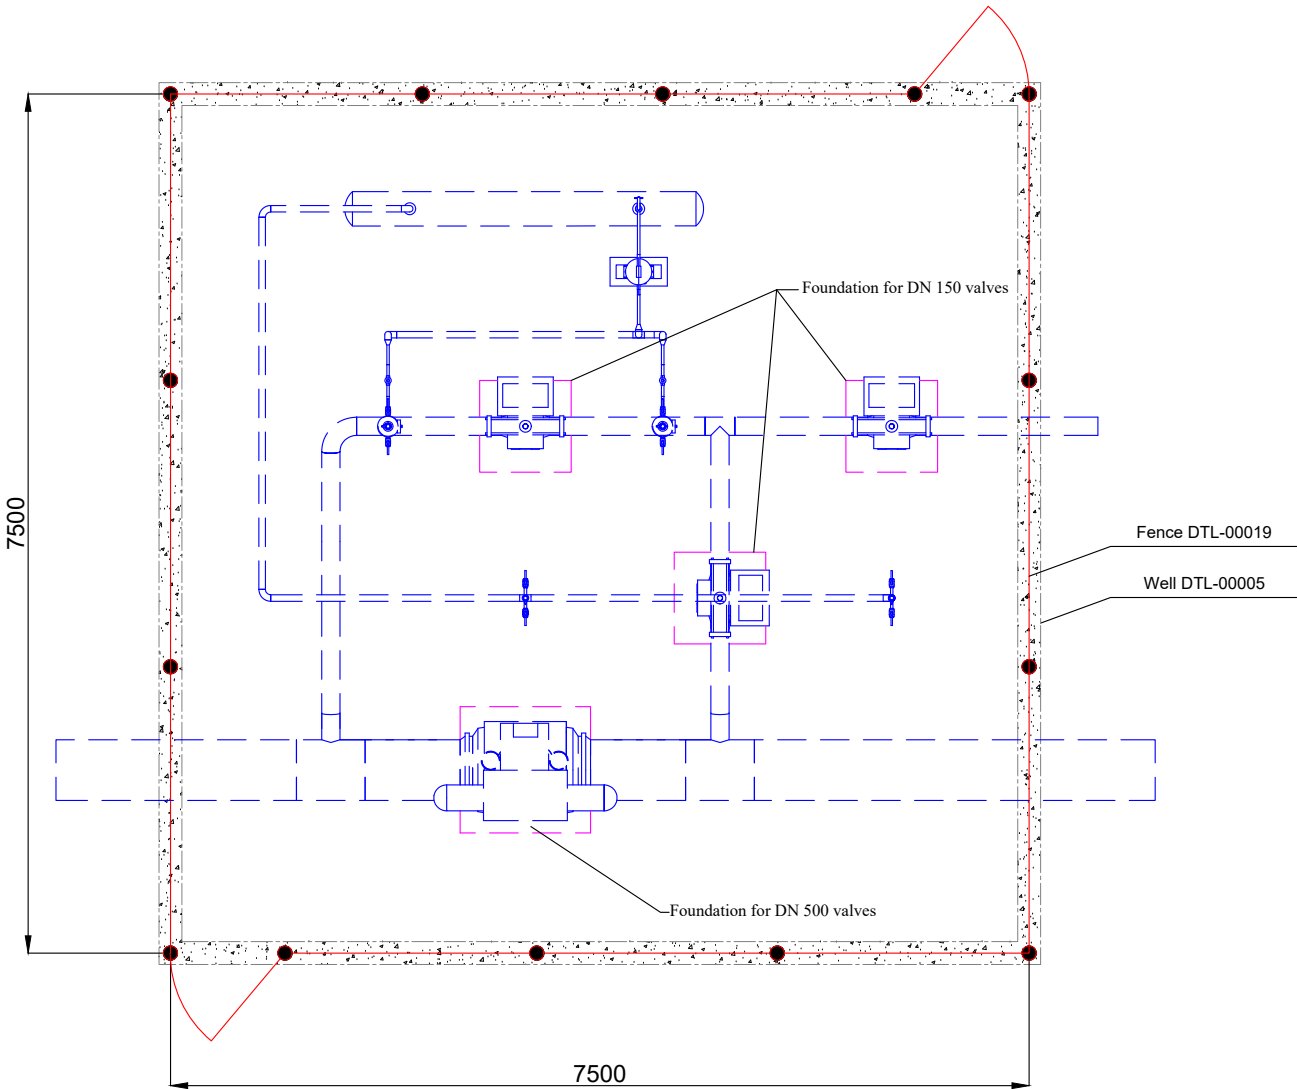 Foundation for DN 150 valves
7500
Fence DTL-00019
Well DTL-00005
Foundation for DN 500 valves
7500